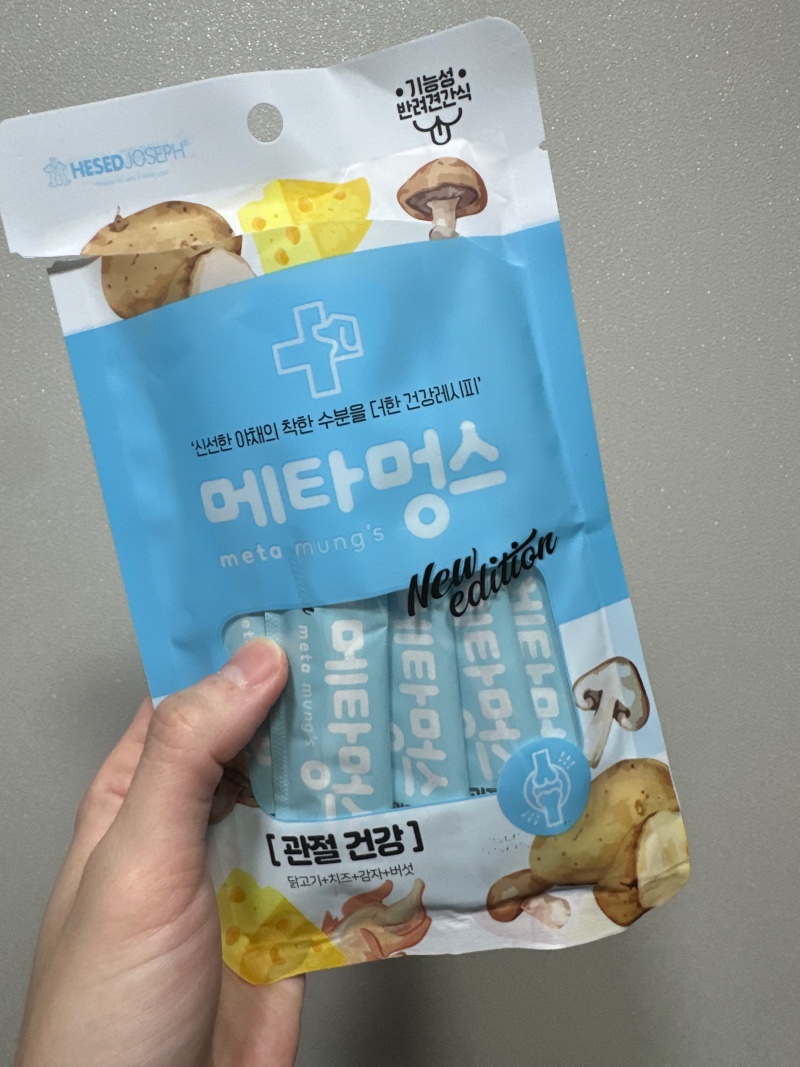 HESEDJOSEPH®
기능성
반려견간식
'신선한 야채의 착한 수분을 더한 건강레시피'
메타멍스
meta mung's
New
edition
meta mung's
메타멍스
메타멍스
메타멍스
메타멍
[관절 건강]
닭고기+치즈+감자+버섯